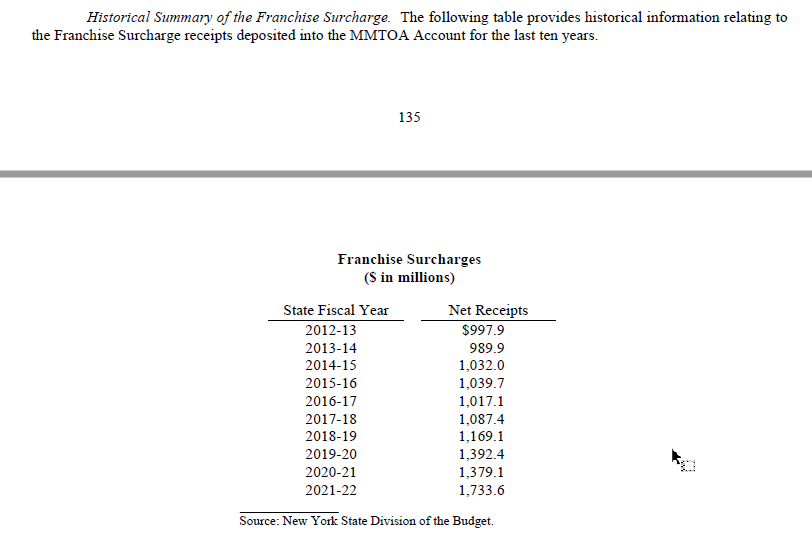 Historical Summary of the Franchise Surcharge. The following table provides historical information relating to
the Franchise Surcharge receipts deposited into the MMTOA Account for the last ten years.
135
Franchise Surcharges
($ in millions)
State Fiscal Year Net Receipts
2012-13 $997.9
2013-14 989.9
2014-15 1,032.0
2015-16 1,039.7
2016-17 1,017.1
2017-18 1,087.4
2018-19 1,169.1
2019-20 1,392.4
2020-21 1,379.1
2021-22 1,733.6
Source: New York State Division of the Budget.